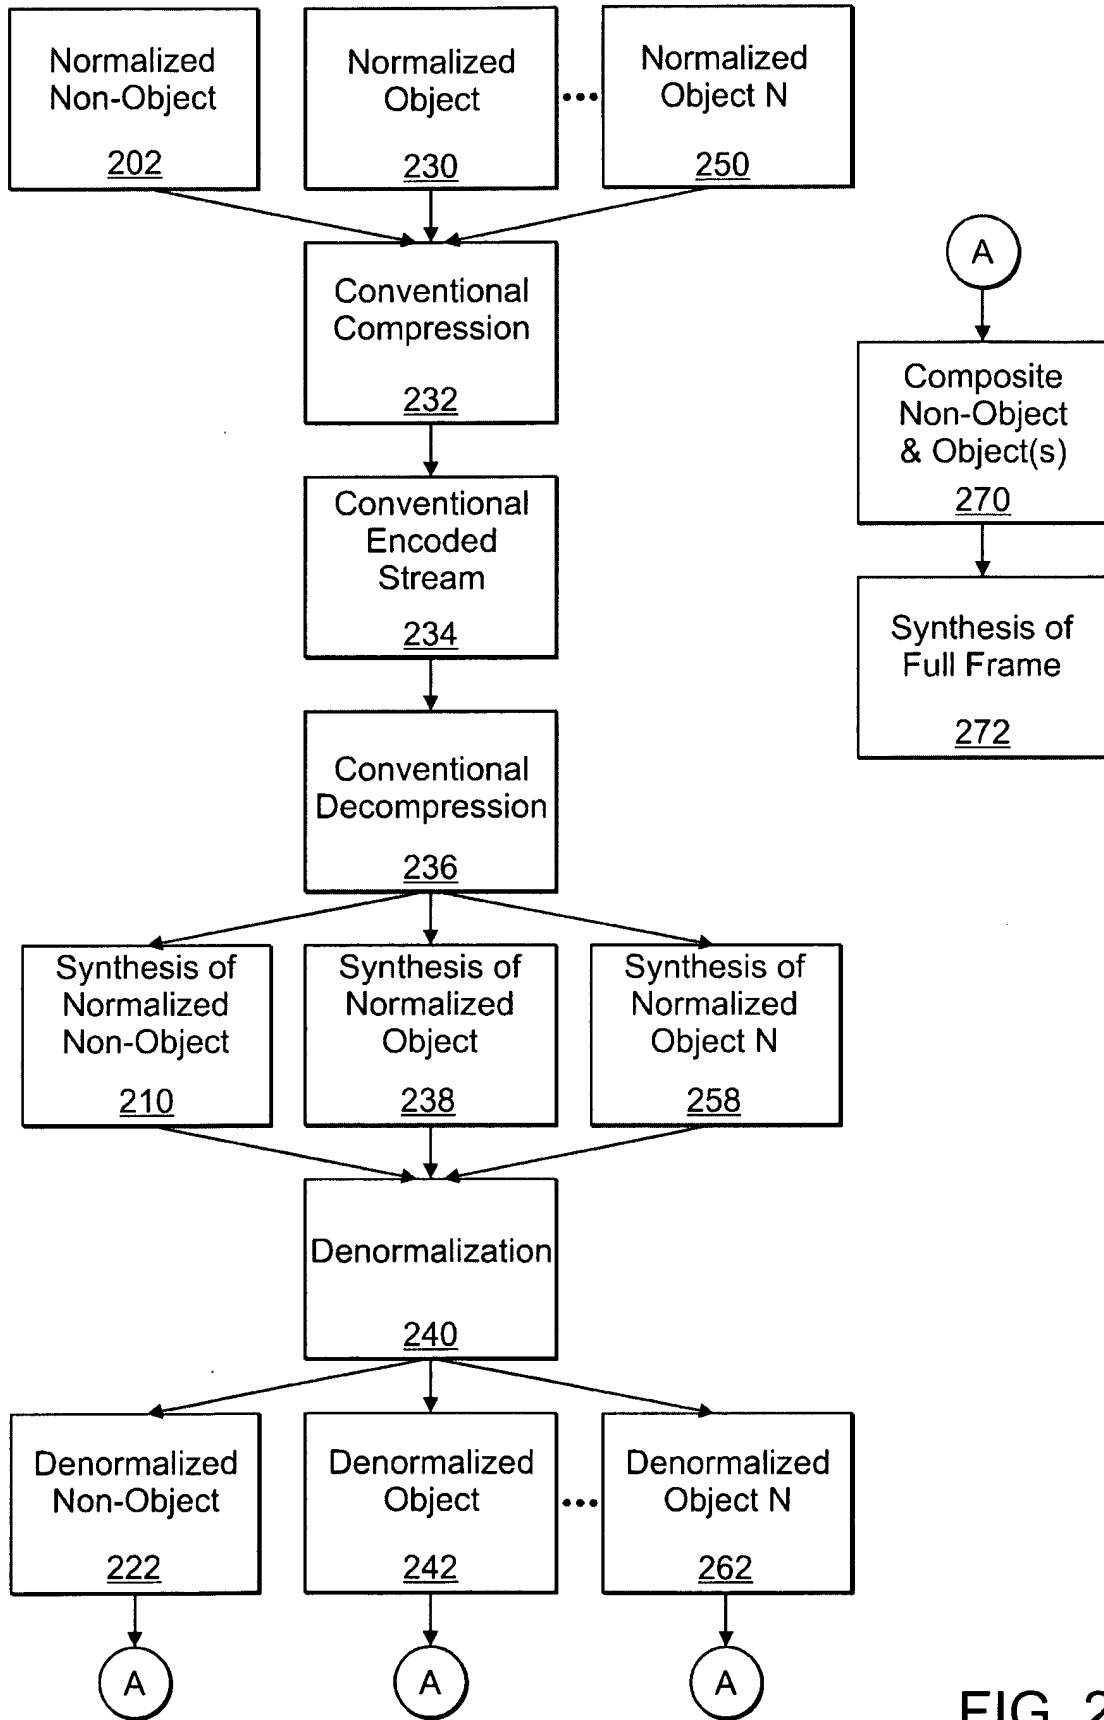 Normalized
Non-Object
202
Normalized
Object
230
•••
Normalized
Object N
250
Conventional
Compression
232
Conventional
Encoded
Stream
234
Conventional
Decompression
236
Synthesis of
Normalized
Non-Object
210
Synthesis of
Normalized
Object
238
Synthesis of
Normalized
Object N
258
Denormalization
240
Denormalized
Non-Object
222
Denormalized
Object
242
•••
Denormalized
Object N
262
A
A
A
A
Composite
Non-Object
& Object(s)
270
Synthesis of
Full Frame
272
FIG. 2